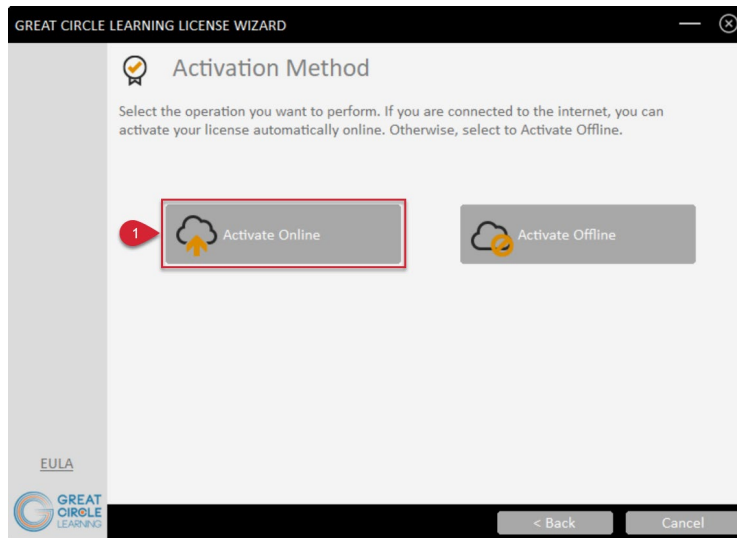 GREAT CIRCLE LEARNING LICENSE WIZARD
Activation Method
Select the operation you want to perform. If you are connected to the internet, you can
activate your license automatically online. Otherwise, select to Activate Offline.
1
Activate Online
Activate Offline
EULA
GREAT
CIRCLE
LEARNING
< Back
Cancel